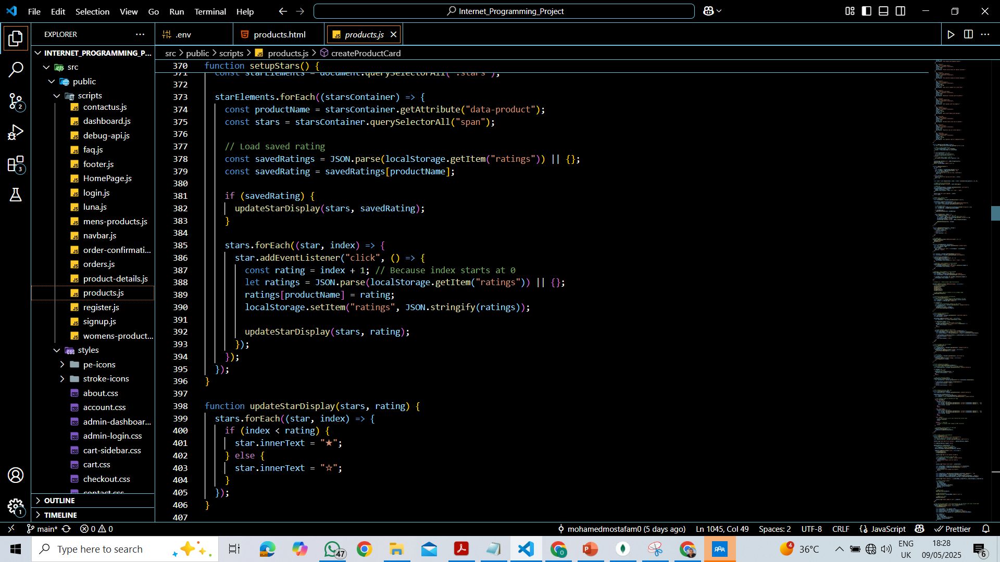 File Edit Selection View Go Run Terminal Help
Internet_Programming_Project
EXPLORER
.env
products.html
products.js
INTERNET_PROGRAMMING_P...
src
public
scripts
contactus.js
dashboard.js
debug-api.js
faq.js
footer.js
HomePage.js
login.js
luna.js
mens-products.js
navbar.js
order-confirmati...
orders.js
product-details.js
products.js
register.js
signup.js
womens-product...
styles
pe-icons
stroke-icons
about.css
account.css
admin-dashboar...
admin-login.css
cart-sidebar.css
cart.css
checkout.css
contact.css
OUTLINE
TIMELINE
2
3
1
src > public > scripts > products.js > createProductCard
370 function setupStars() {
371 const starElements = document.querySelectorAll(".stars");
372
373 starElements.forEach((starsContainer) => {
374 const productName = starsContainer.getAttribute("data-product");
375 const stars = starsContainer.querySelectorAll("span");
376
377 // Load saved rating
378 const savedRatings = JSON.parse(localStorage.getItem("ratings")) || {};
379 const savedRating = savedRatings[productName];
380
381 if (savedRating) {
382 updateStarDisplay(stars, savedRating);
383 }
384
385 stars.forEach((star, index) => {
386 star.addEventListener("click", () => {
387 const rating = index + 1; // Because index starts at 0
388 let ratings = JSON.parse(localStorage.getItem("ratings")) || {};
389 ratings[productName] = rating;
390 localStorage.setItem("ratings", JSON.stringify(ratings));
391
392 updateStarDisplay(stars, rating);
393 });
394 });
395 });
396 }
397
398 function updateStarDisplay(stars, rating) {
399 stars.forEach((star, index) => {
400 if (index < rating) {
401 star.innerText = "★";
402 } else {
403 star.innerText = "☆";
404 }
405 });
406 }
407
main* 0 0
mohamedmostafam0 (5 days ago) Ln 1045, Col 49 Spaces: 2 UTF-8 CRLF {} JavaScript Prettier
Type here to search
47
4
36°C
ENG
UK
18:28
09/05/2025
6